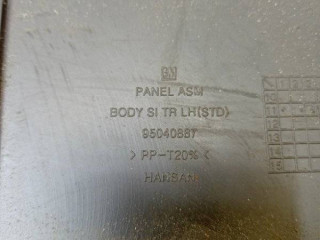 GM
PANEL ASM
BODY SI TR LH(STD)
95040687
> PP-T20% <
HANSAN